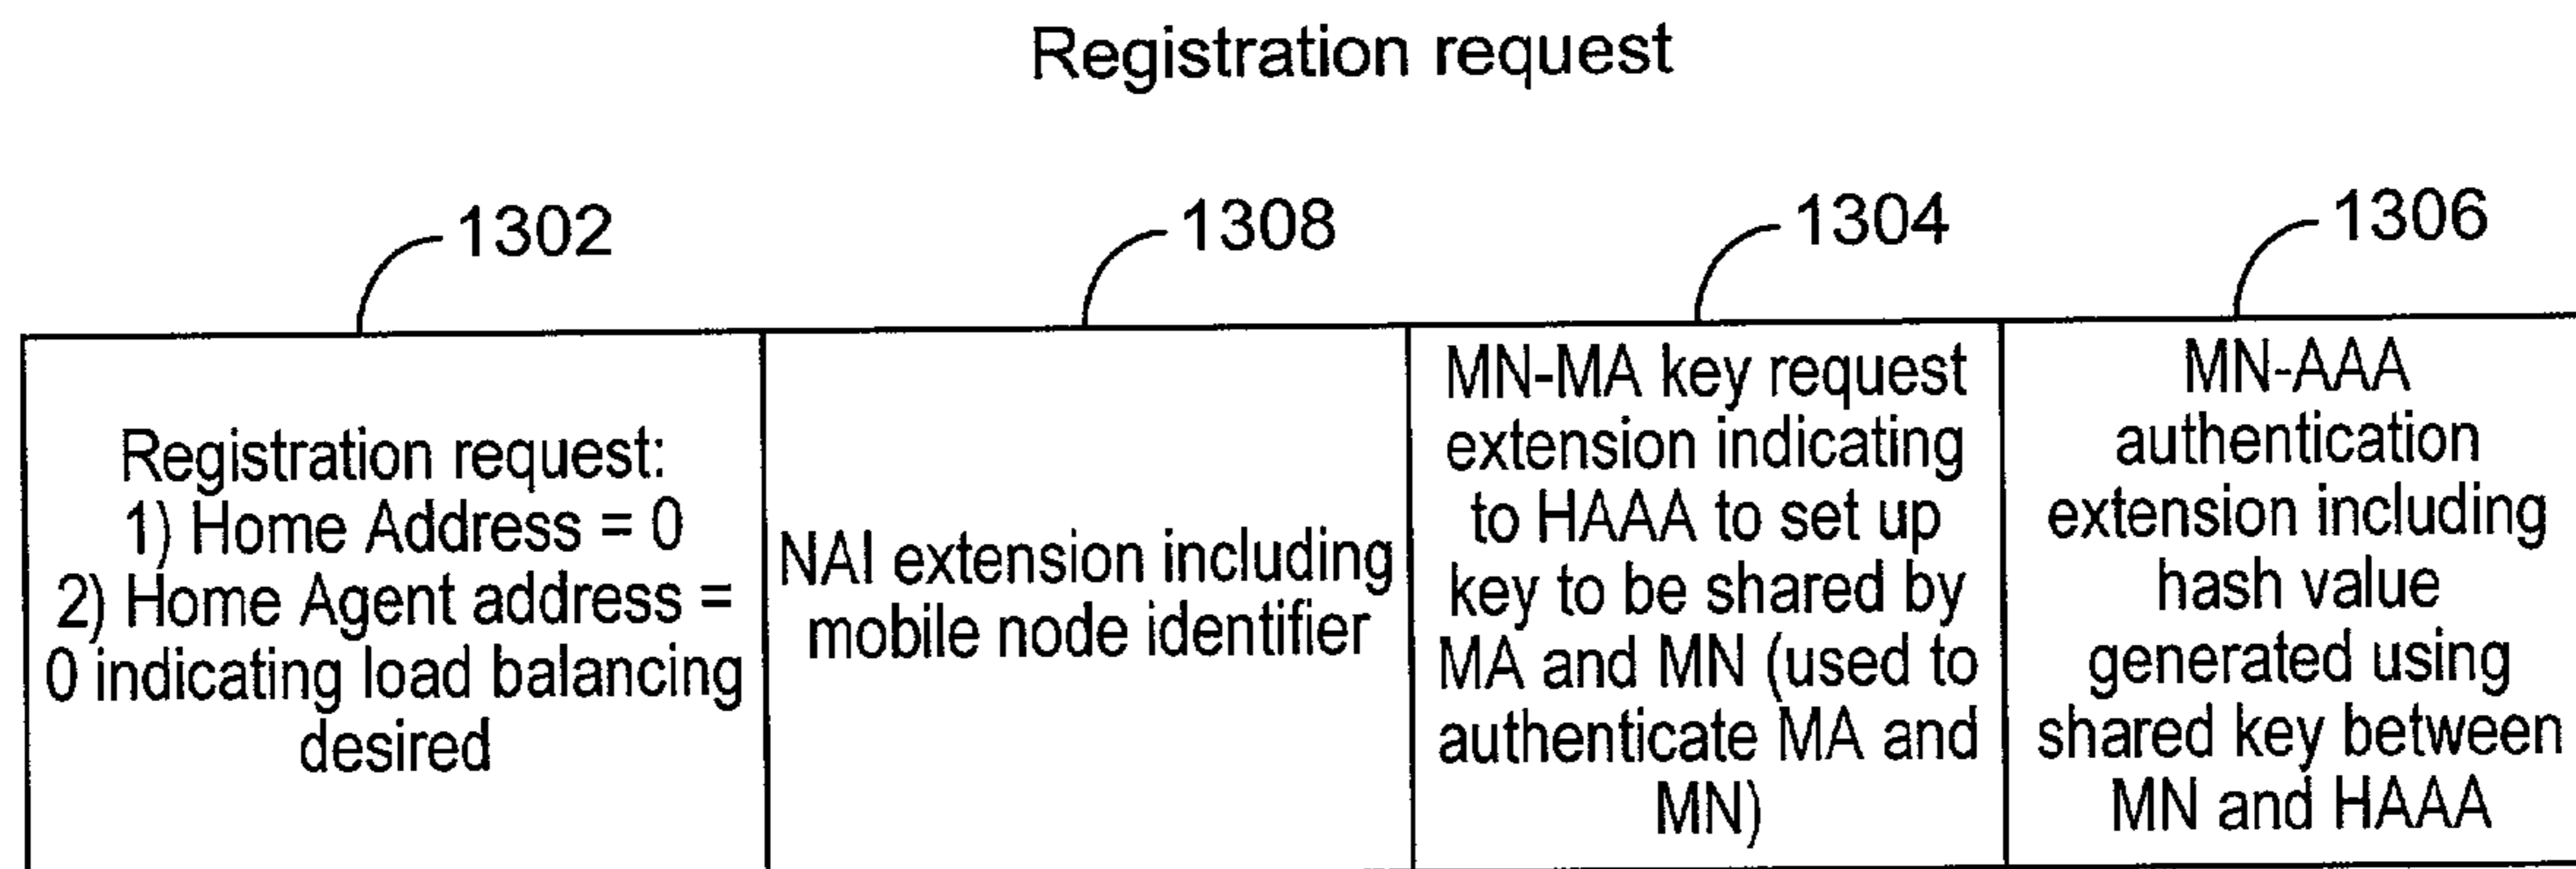 Registration request
1302
1308
1304
1306
Registration request:
1) Home Address = 0
2) Home Agent address =
0 indicating load balancing
desired
NAI extension including
mobile node identifier
MN-MA key request
extension indicating
to HAAA to set up
key to be shared by
MA and MN (used to
authenticate MA and
MN)
MN-AAA
authentication
extension including
hash value
generated using
shared key between
MN and HAAA